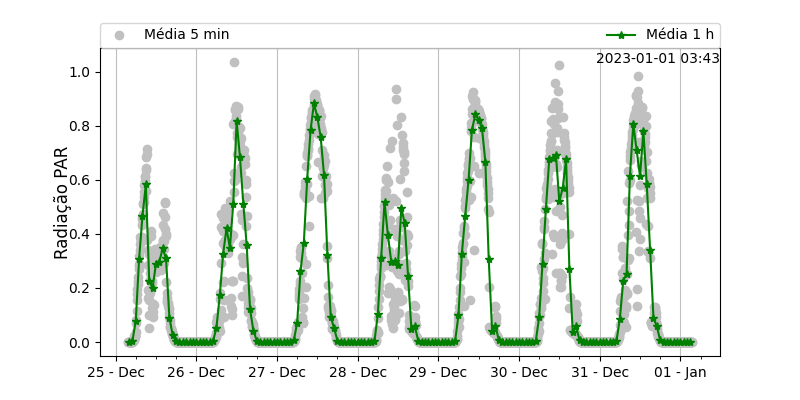 Média 5 min
Média 1 h
2023-01-01 03:43
Radiação PAR
1.0
0.8
0.6
0.4
0.2
0.0
25 - Dec
26 - Dec
27 - Dec
28 - Dec
29 - Dec
30 - Dec
31 - Dec
01 - Jan